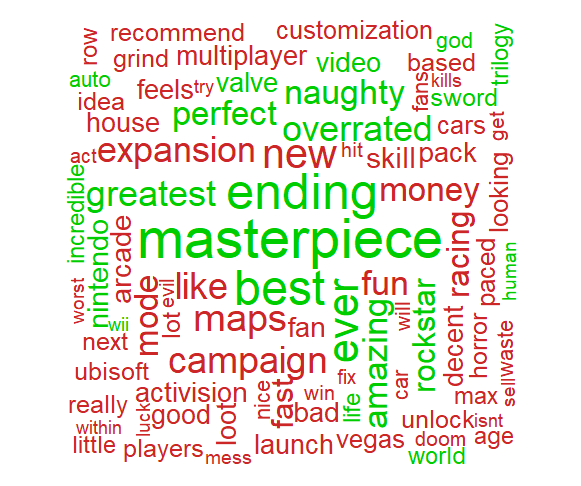 row
recommend
customization
god
trilogy
grind
multiplayer
video
based
auto
feels
try
valve
fans
kills
idea
perfect
naughty
sword
house
overrated
cars
get
act
expansion
new
hit
skill
pack
looking
incredible
greatest
ending
money
nintendo
arcade
masterpiece
racing
paced
human
worst
wii
mode
lot
evil
like
best
ever
fun
will
rockstar
next
maps
fan
amazing
decent
horror
waste
ubisoft
campaign
fix
car
sell
really
luck
activision
nice
fast
win
life
max
within
good
loot
bad
unlock
isnt
little
players
mess
launch
vegas
doom
age
world